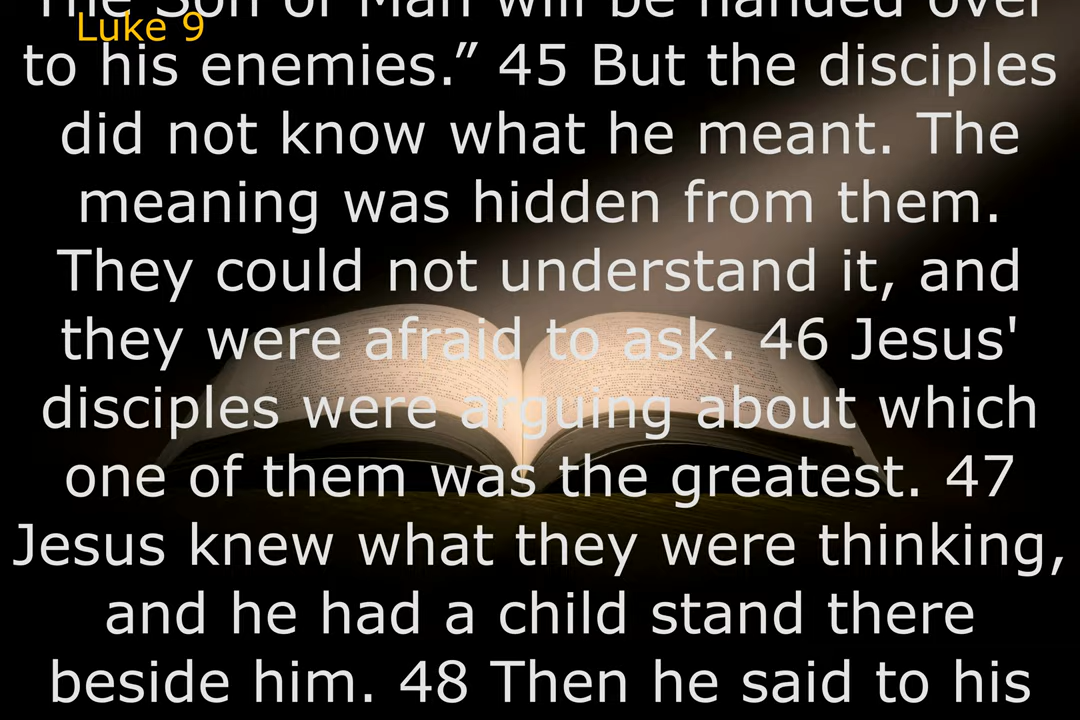 The Son of Man will be handed over
Luke 9
to his enemies.” 45 But the disciples
did not know what he meant. The
meaning was hidden from them.
They could not understand it, and
they were afraid to ask. 46 Jesus'
disciples were arguing about which
one of them was the greatest. 47
Jesus knew what they were thinking,
and he had a child stand there
beside him. 48 Then he said to his